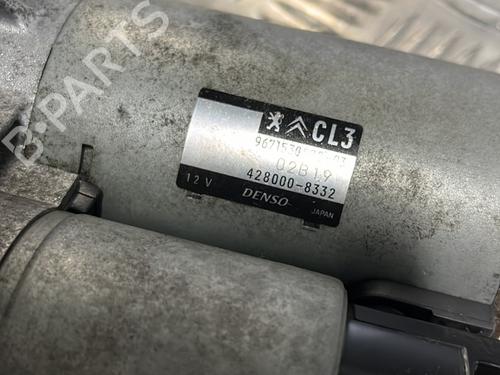 CL3
02B19
428000-8332
12V
DENSO
JAPAN
B-PARTS